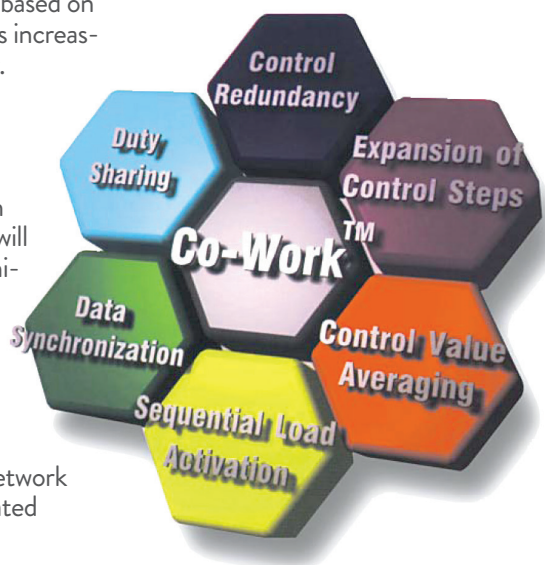 based on
s increas-
.
n
will
ni-
etwork
ated
Control
Redundancy
Expansion of
Control Steps
Duty
Sharing
Co-Work™
Data
Synchronization
Control Value
Averaging
Sequential Load
Activation